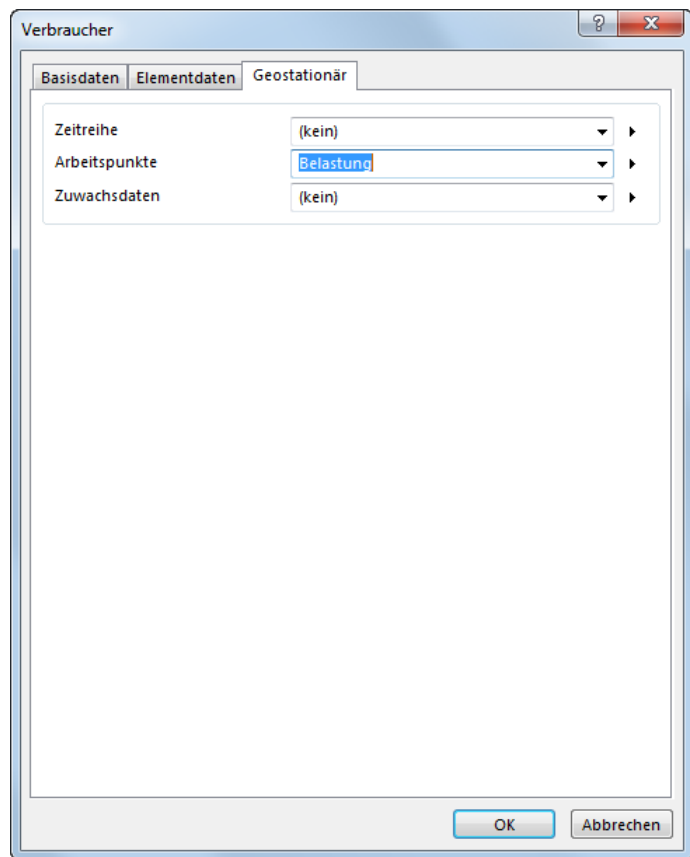 Verbraucher
Basisdaten Elementdaten Geostationär
Zeitreihe (kein)
Arbeitspunkte Belastung
Zuwachsdaten (kein)
OK Abbrechen